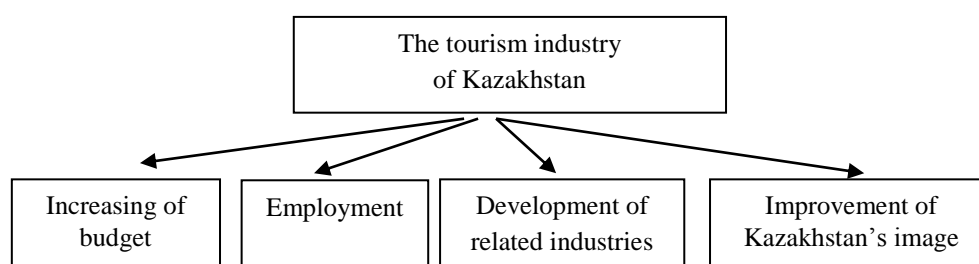 The tourism industry
of Kazakhstan
Increasing of
budget
Employment
Development of
related industries
Improvement of
Kazakhstan’s image